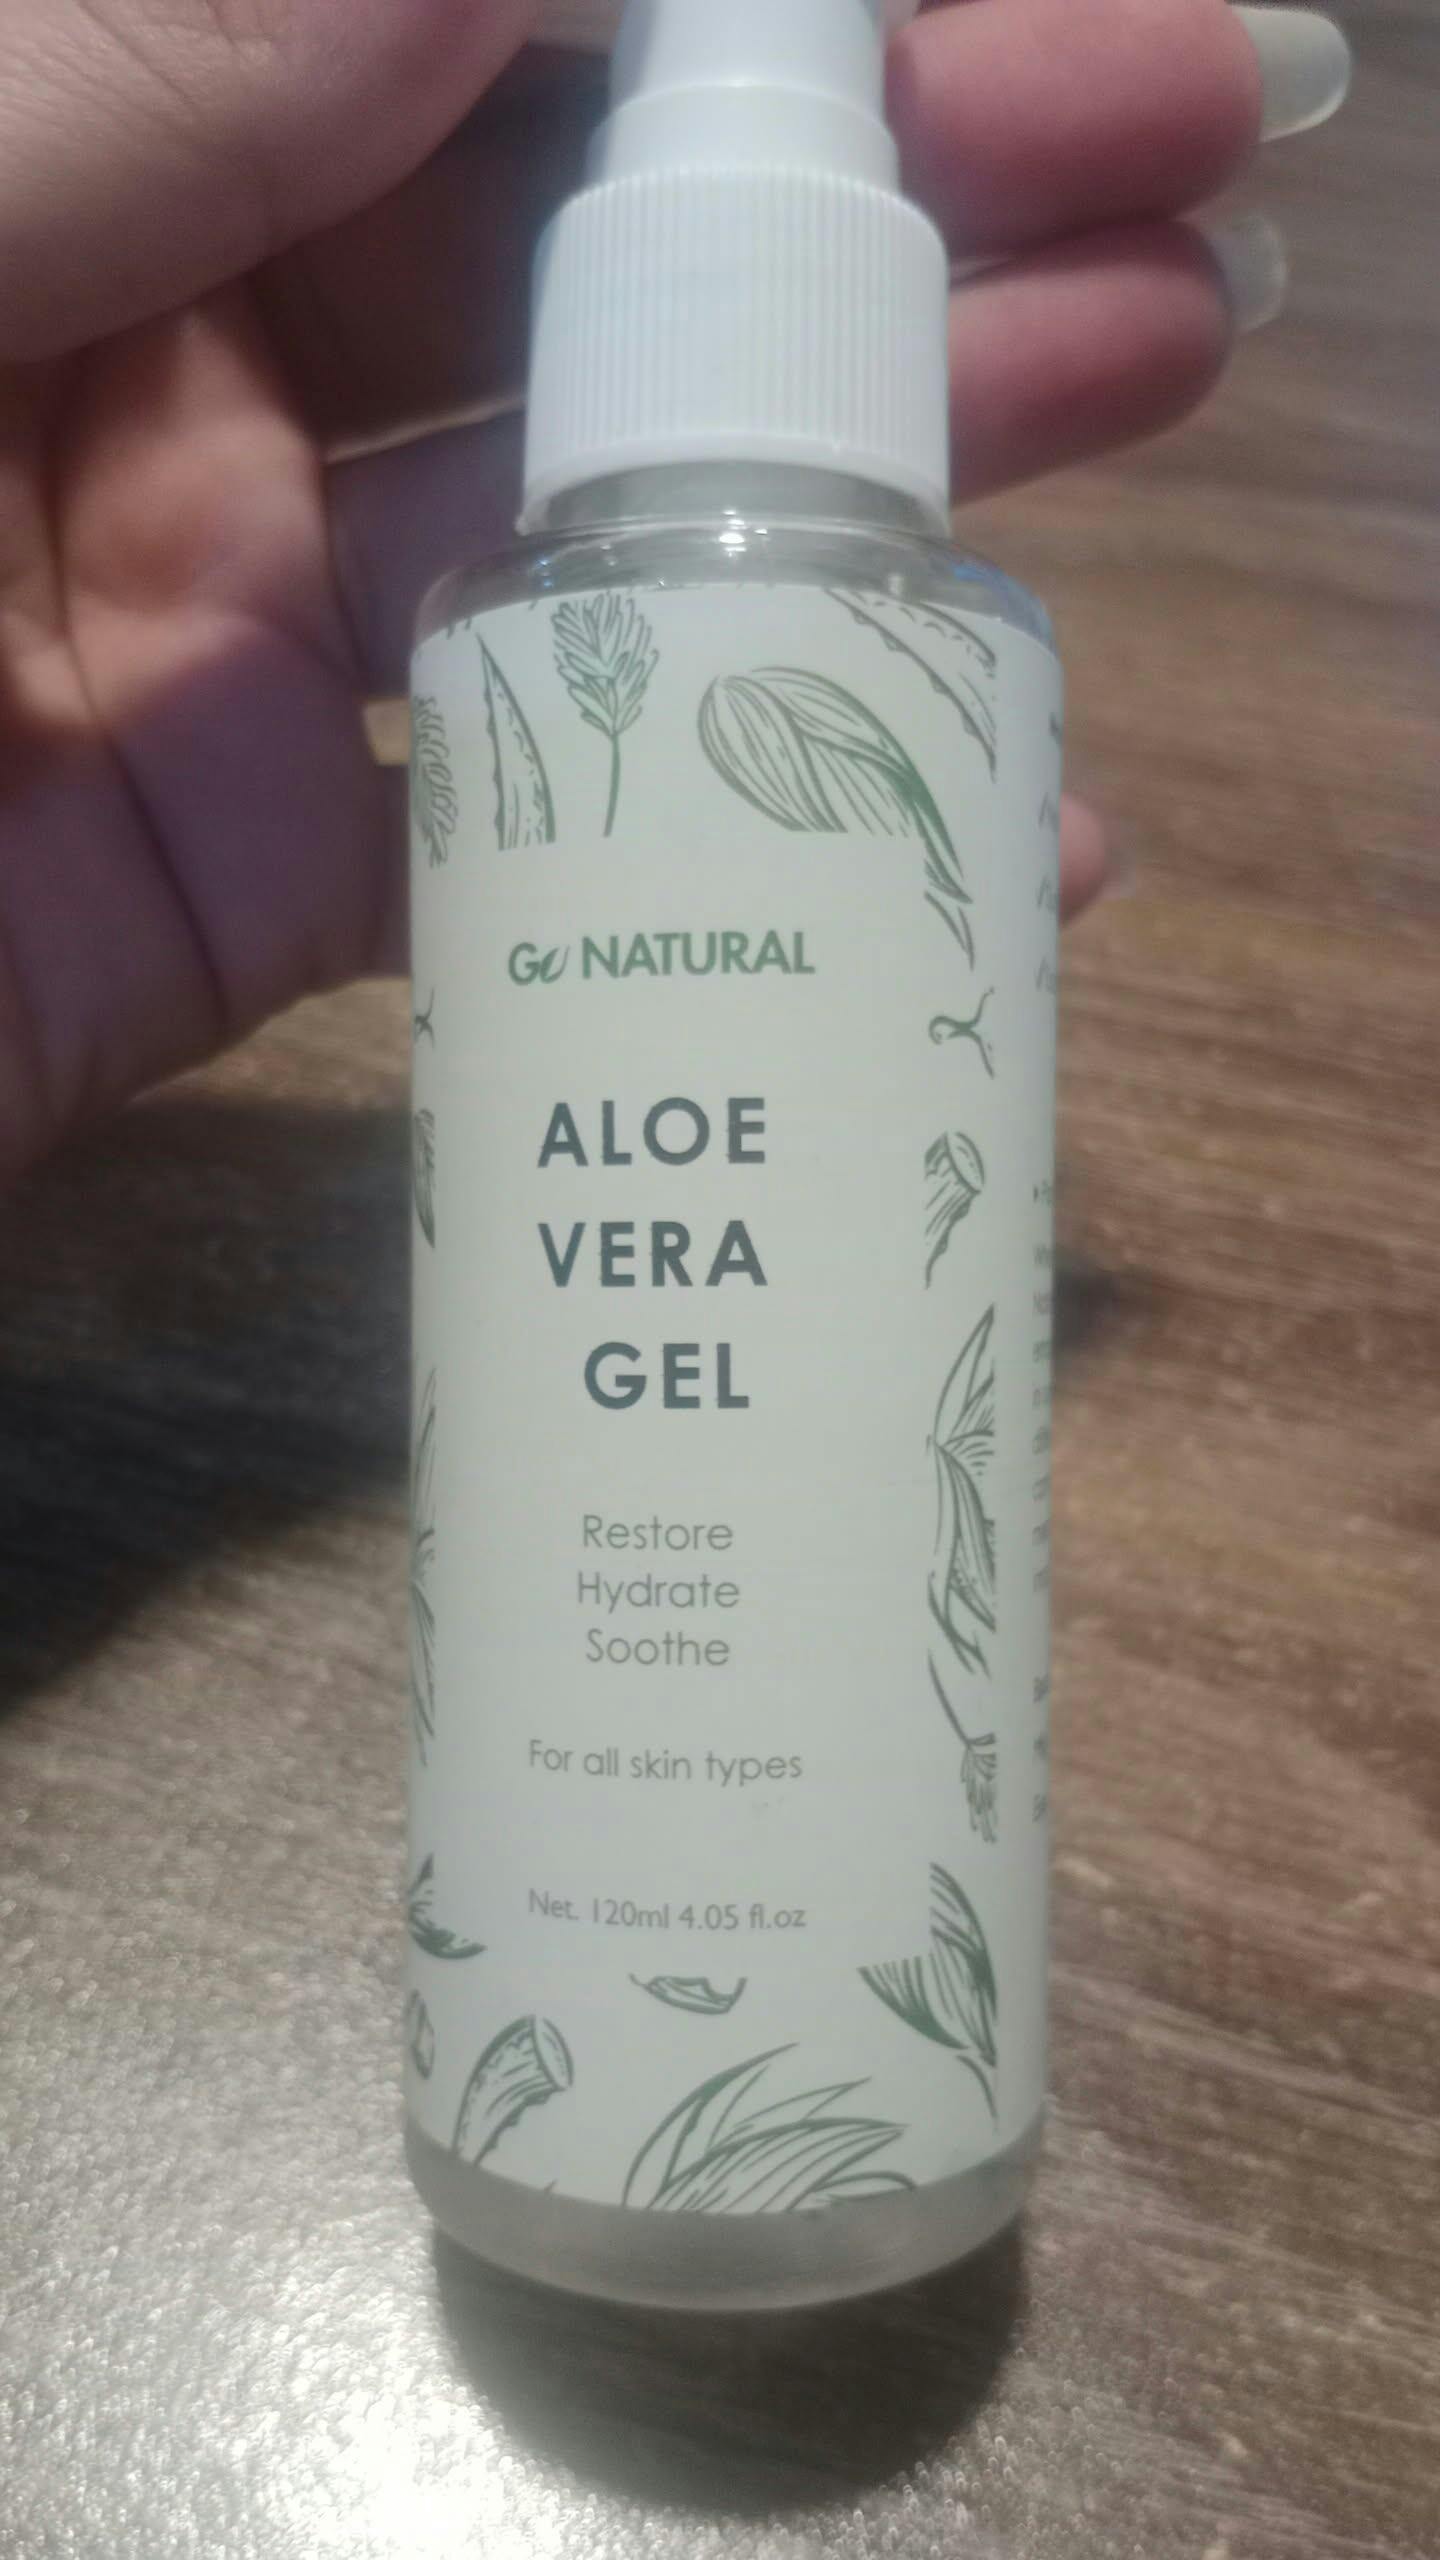 Go NATURAL
ALOE
VERA
GEL
Restore
Hydrate
Soothe
For all skin types
Net. 120ml 4.05 fl.oz